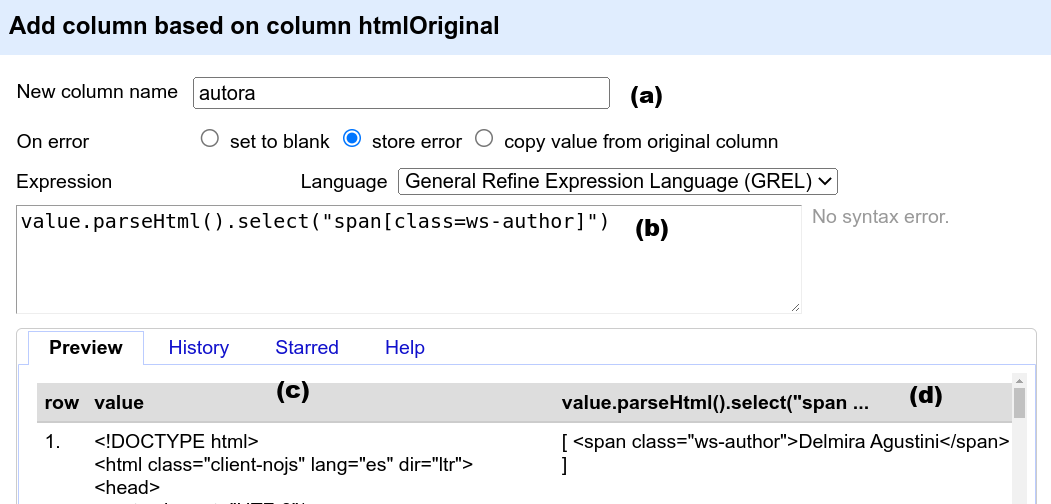 Add column based on column htmlOriginal
New column name autora (a)
On error set to blank store error copy value from original column
Expression Language General Refine Expression Language (GREL)
value.parseHtml().select("span[class=ws-author]") (b) No syntax error.
Preview History Starred Help
(c) (d)
row value value.parseHtml().select("span ...
1. <!DOCTYPE html> [ <span class="ws-author">Delmira Agustini</span>
<html class="client-nojs" lang="es" dir="ltr"> ]
<head>